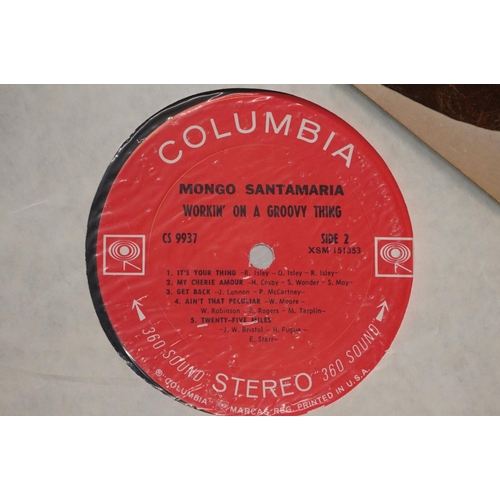 COLUMBIA
MONGO SANTAMARIA
WORKIN' ON A GROOVY THING
CS 9937
SIDE 2
XSM 151353
1. IT'S YOUR THING -R. Isley -O. Isley -R. Isley-
2. MY CHERIE AMOUR -H. Cosby - S. Wonder - S. Moy-
3. GET BACK -J. Lennon - P. McCartney-
4. AIN'T THAT PECULIAR -W. Moore -
W. Robinson - R. Rogers - M. Tarplin-
5. TWENTY-FIVE MILES
-J. W. Bristol - H. Fuqua -
E. Starr-
"360 SOUND" STEREO "360 SOUND"
® "COLUMBIA", MARCAS REG. PRINTED IN U.S.A.